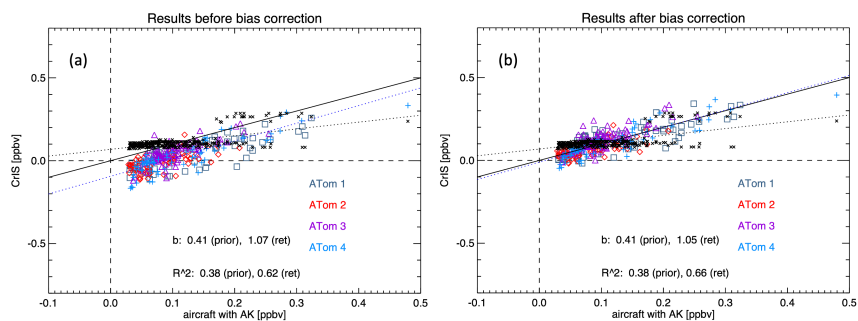 Results before bias correction
(a)
0.5
0.0
-0.5
CrIS [ppbv]
ATom 1
ATom 2
ATom 3
ATom 4
b: 0.41 (prior), 1.07 (ret)
R^2: 0.38 (prior), 0.62 (ret)
-0.1 0.0 0.1 0.2 0.3 0.4 0.5
aircraft with AK [ppbv]
Results after bias correction
(b)
0.5
0.0
-0.5
CrIS [ppbv]
ATom 1
ATom 2
ATom 3
ATom 4
b: 0.41 (prior), 1.05 (ret)
R^2: 0.38 (prior), 0.66 (ret)
-0.1 0.0 0.1 0.2 0.3 0.4 0.5
aircraft with AK [ppbv]